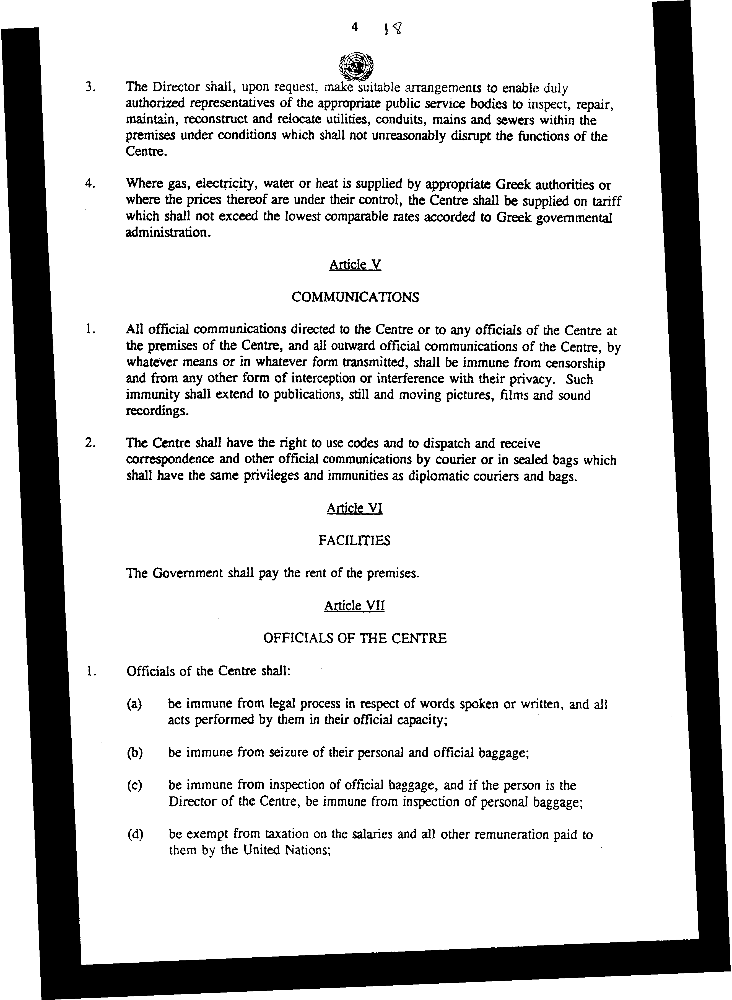 4 18
3. The Director shall, upon request, make suitable arrangements to enable duly
authorized representatives of the appropriate public service bodies to inspect, repair,
maintain, reconstruct and relocate utilities, conduits, mains and sewers within the
premises under conditions which shall not unreasonably disrupt the functions of the
Centre.
4. Where gas, electricity, water or heat is supplied by appropriate Greek authorities or
where the prices thereof are under their control, the Centre shall be supplied on tariff
which shall not exceed the lowest comparable rates accorded to Greek governmental
administration.
Article V
COMMUNICATIONS
1. All official communications directed to the Centre or to any officials of the Centre at
the premises of the Centre, and all outward official communications of the Centre, by
whatever means or in whatever form transmitted, shall be immune from censorship
and from any other form of interception or interference with their privacy. Such
immunity shall extend to publications, still and moving pictures, films and sound
recordings.
2. The Centre shall have the right to use codes and to dispatch and receive
correspondence and other official communications by courier or in sealed bags which
shall have the same privileges and immunities as diplomatic couriers and bags.
Article VI
FACILITIES
The Government shall pay the rent of the premises.
Article VII
OFFICIALS OF THE CENTRE
1. Officials of the Centre shall:
(a) be immune from legal process in respect of words spoken or written, and all
acts performed by them in their official capacity;
(b) be immune from seizure of their personal and official baggage;
(c) be immune from inspection of official baggage, and if the person is the
Director of the Centre, be immune from inspection of personal baggage;
(d) be exempt from taxation on the salaries and all other remuneration paid to
them by the United Nations;